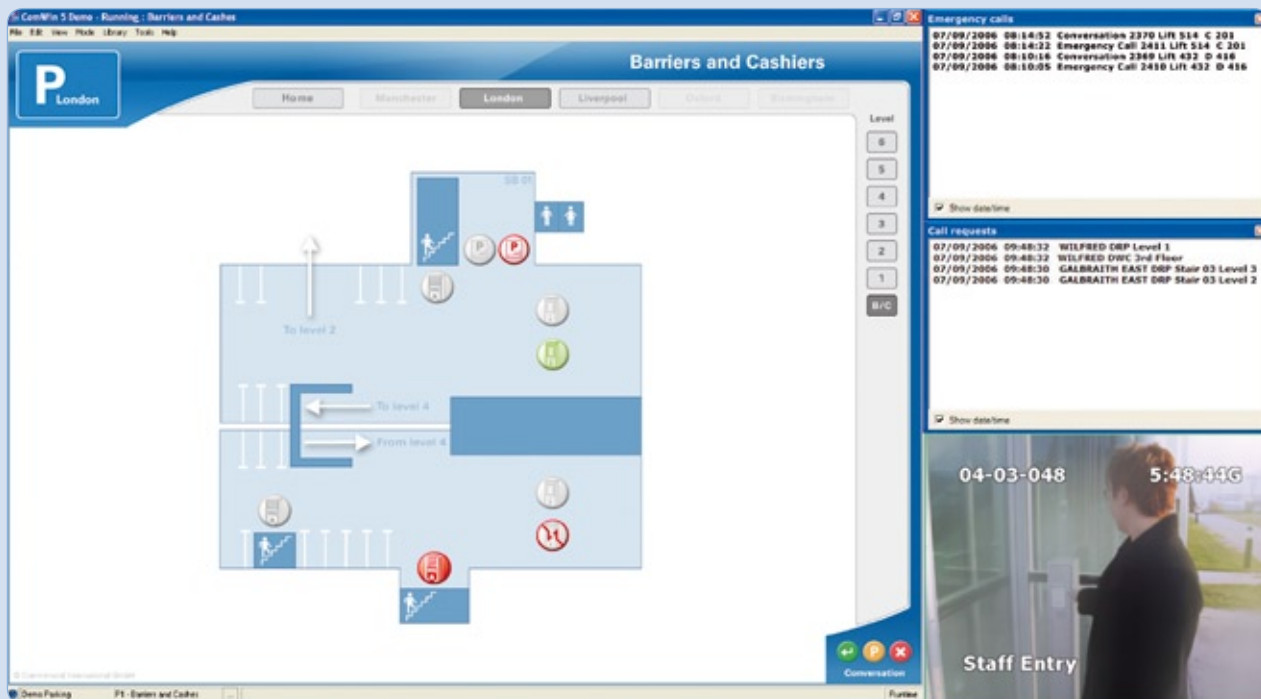 ComWin 5 Demo - Running : Barriers and Cashes
File Edit View Mode Library Tools Help
P London
Barriers and Cashiers
Home Manchester London Liverpool Oxford Birmingham
Level
6
5
4
3
2
1
B/C
SB 01
P P
To level 2
To level 4
From level 4
Conversation
P
Demo Parking P1 - Barriers and Cashes ... Runtime
Emergency calls
07/09/2006 08:14:52 Conversation 2370 Lift 514 C 201
07/09/2006 08:14:22 Emergency Call 2411 Lift 514 C 201
07/09/2006 08:10:16 Conversation 2369 Lift 432 D 416
07/09/2006 08:10:05 Emergency Call 2410 Lift 432 D 416
Show date/time
Call requests
07/09/2006 09:48:32 WILFRED DRP Level 1
07/09/2006 09:48:32 WILFRED DWC 3rd Floor
07/09/2006 09:48:30 GALBRAITH EAST DRP Stair 03 Level 3
07/09/2006 09:48:30 GALBRAITH EAST DRP Stair 03 Level 2
Show date/time
04-03-048 5:48:44G
Staff Entry